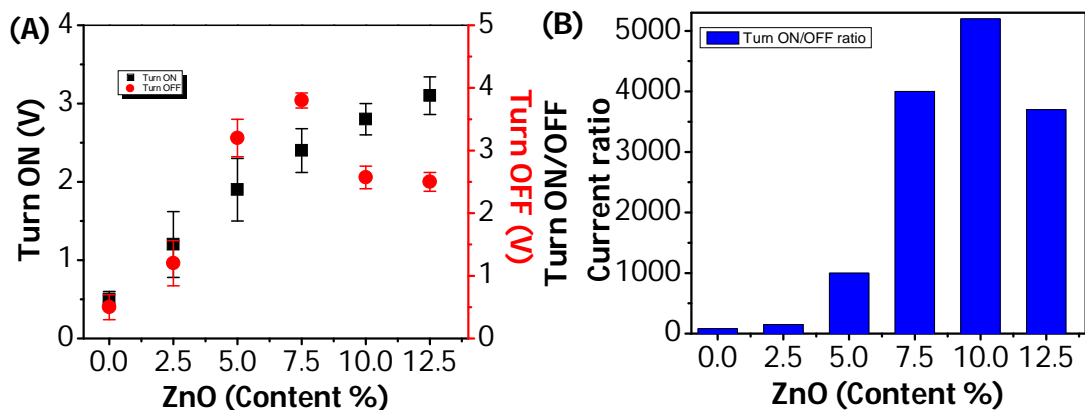 (A)
Turn ON (V)
4
3
2
1
0
Turn ON
Turn OFF
5
4
3
2
1
0
Turn OFF (V)
0.0 2.5 5.0 7.5 10.0 12.5
ZnO (Content %)
(B)
Turn ON/OFF
Current ratio
5000
4000
3000
2000
1000
0
Turn ON/OFF ratio
0.0 2.5 5.0 7.5 10.0 12.5
ZnO (Content %)